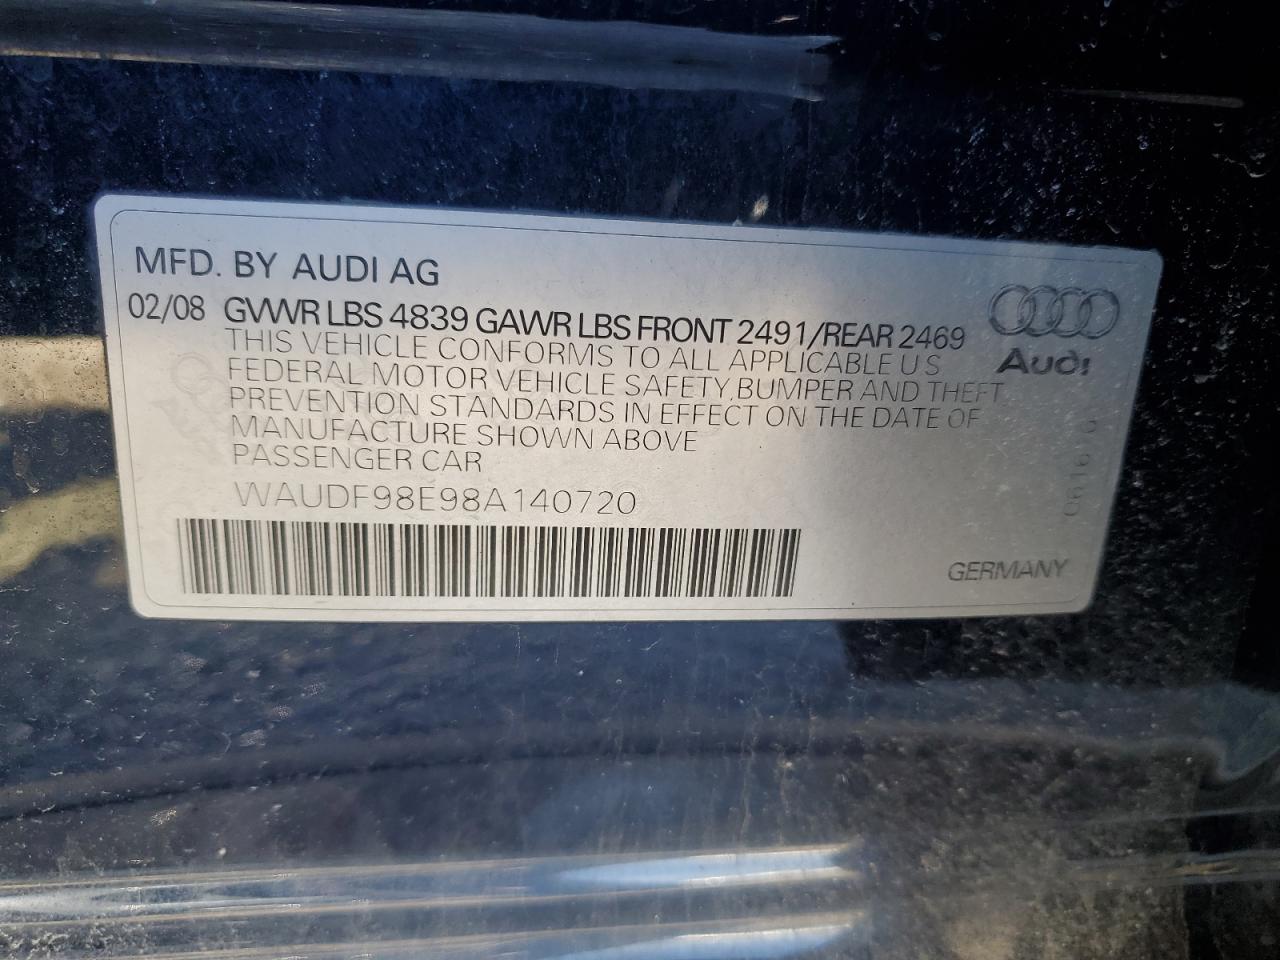 MFD. BY AUDI AG
02/08 GVWR LBS 4839 GAWR LBS FRONT 2491/REAR 2469
THIS VEHICLE CONFORMS TO ALL APPLICABLE US
FEDERAL MOTOR VEHICLE SAFETY, BUMPER AND THEFT
PREVENTION STANDARDS IN EFFECT ON THE DATE OF
MANUFACTURE SHOWN ABOVE
PASSENGER CAR
WAUDF98E98A140720
Audi
GERMANY